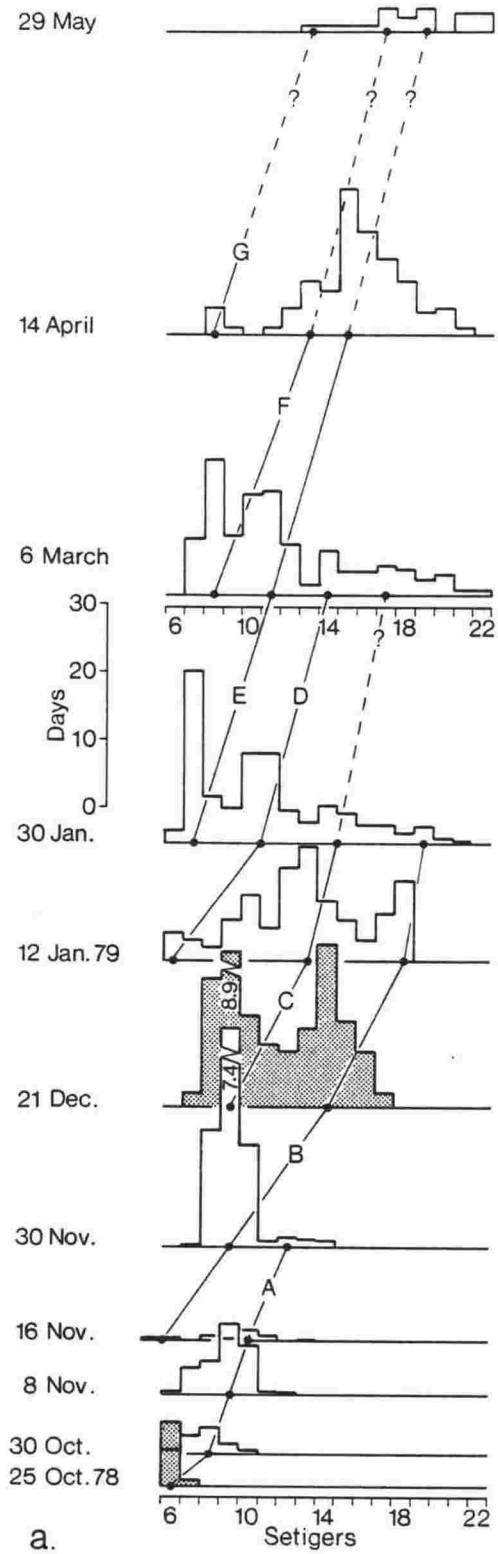 29 May
? ? ?
G
14 April
F
6 March
6 10 14 18 22
?
30
20
10
0
Days
E D
30 Jan.
12 Jan.79
8.9
C
7.4
21 Dec.
B
30 Nov.
A
16 Nov.
8 Nov.
30 Oct.
25 Oct.78
6 10 14 18 22
Setigers
a.